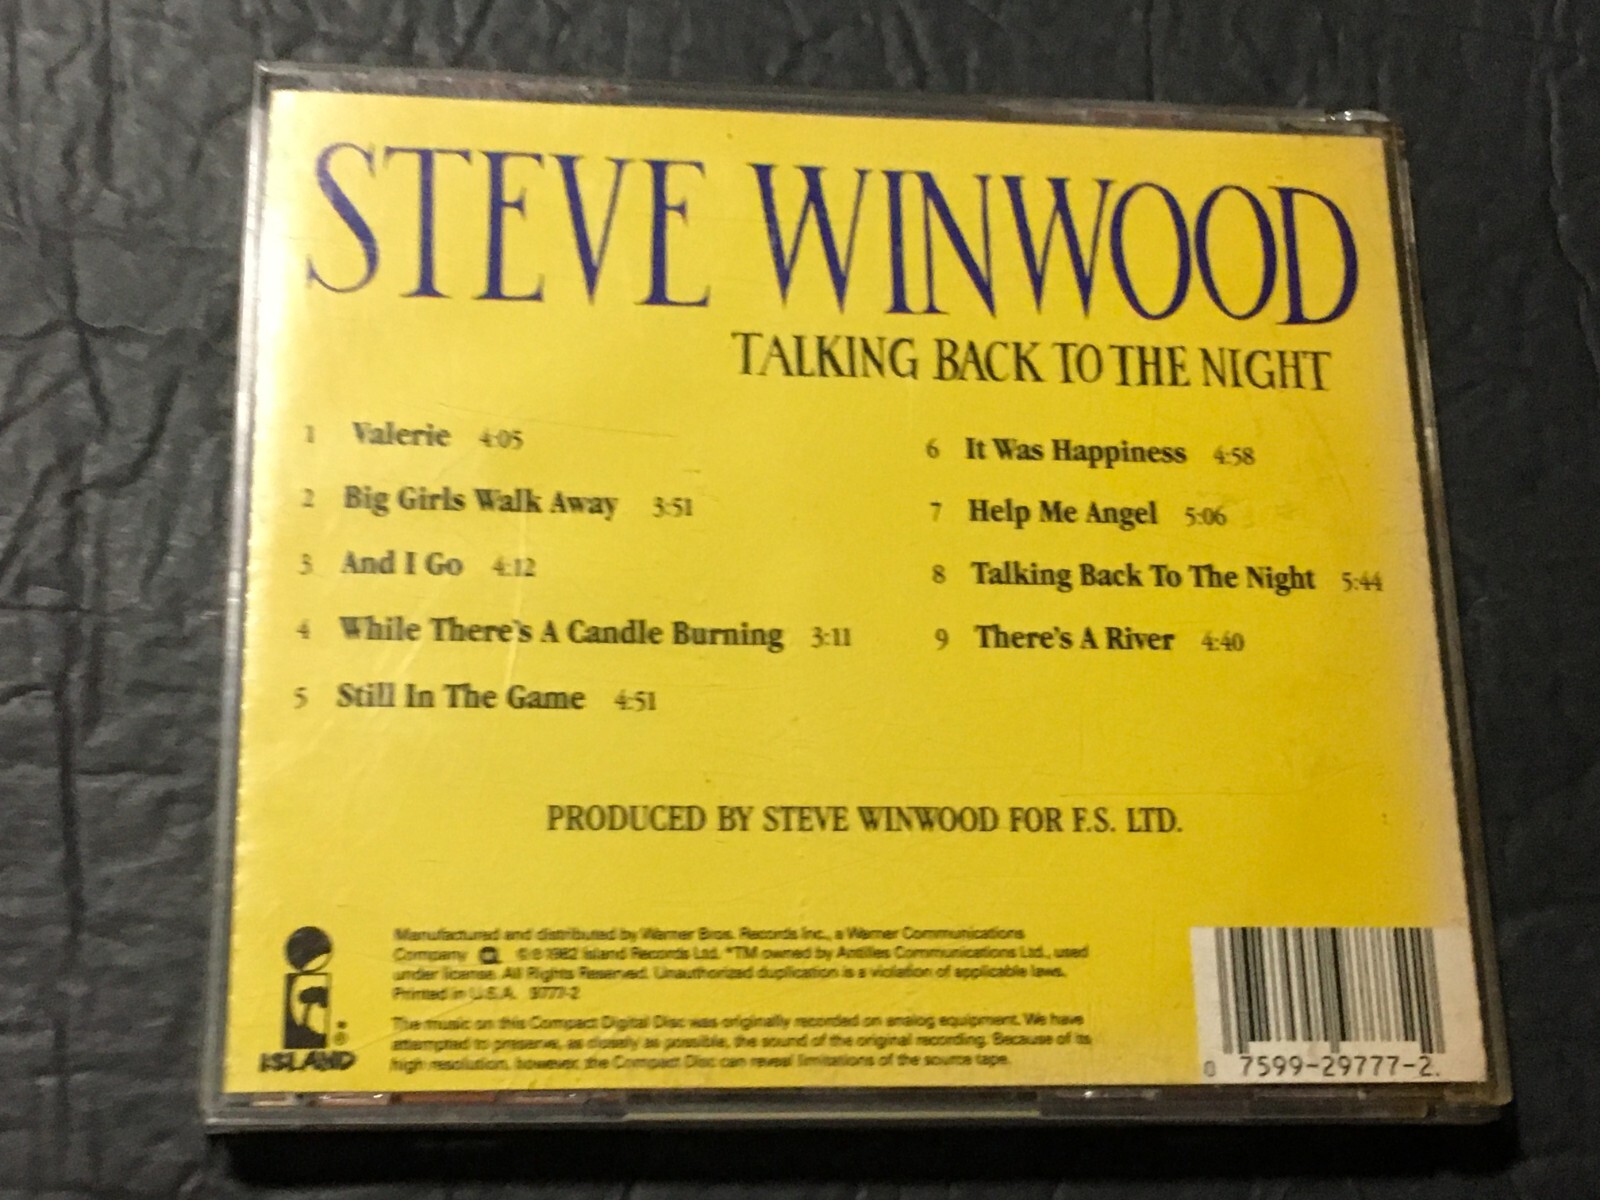 STEVE WINWOOD
TALKING BACK TO THE NIGHT
1 Valerie 4:05
2 Big Girls Walk Away 3:51
3 And I Go 4:12
4 While There's A Candle Burning 3:11
5 Still In The Game 4:51
6 It Was Happiness 4:58
7 Help Me Angel 5:06
8 Talking Back To The Night 5:44
9 There's A River 4:40
PRODUCED BY STEVE WINWOOD FOR F.S. LTD.
ISLAND ®
Manufactured and distributed by Warner Bros. Records Inc., a Warner Communications
Company © ℗ 1982 Island Records Ltd. *TM owned by Antilles Communications Ltd., used
under license. All Rights Reserved. Unauthorized duplication is a violation of applicable laws.
Printed in U.S.A. 9777-2
The music on this Compact Digital Disc was originally recorded on analog equipment. We have
attempted to preserve, as closely as possible, the sound of the original recording. Because of its
high resolution, however, the Compact Disc can reveal limitations of the source tape.
0 7599-29777-2.